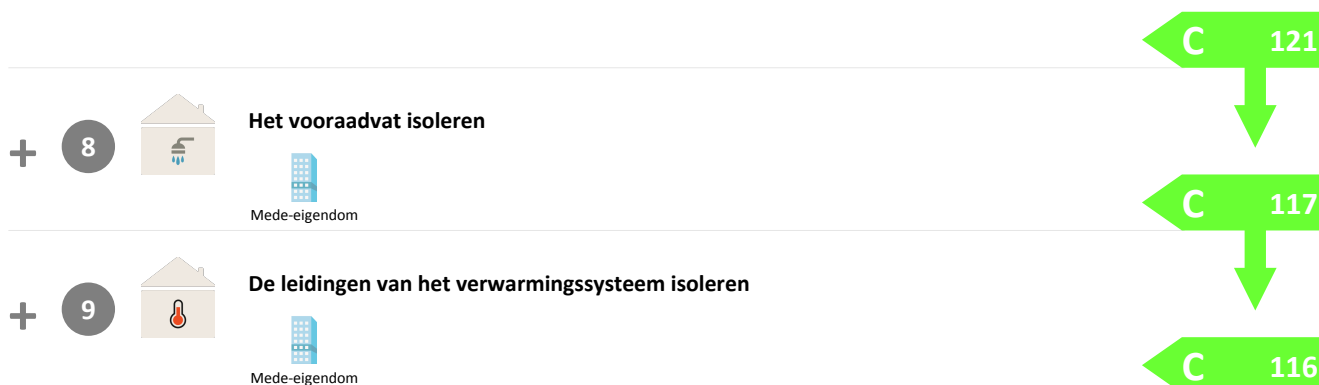 C 121
+ 8 Het vooraadvat isoleren
Mede-eigendom
C 117
+ 9 De leidingen van het verwarmingssysteem isoleren
Mede-eigendom
C 116